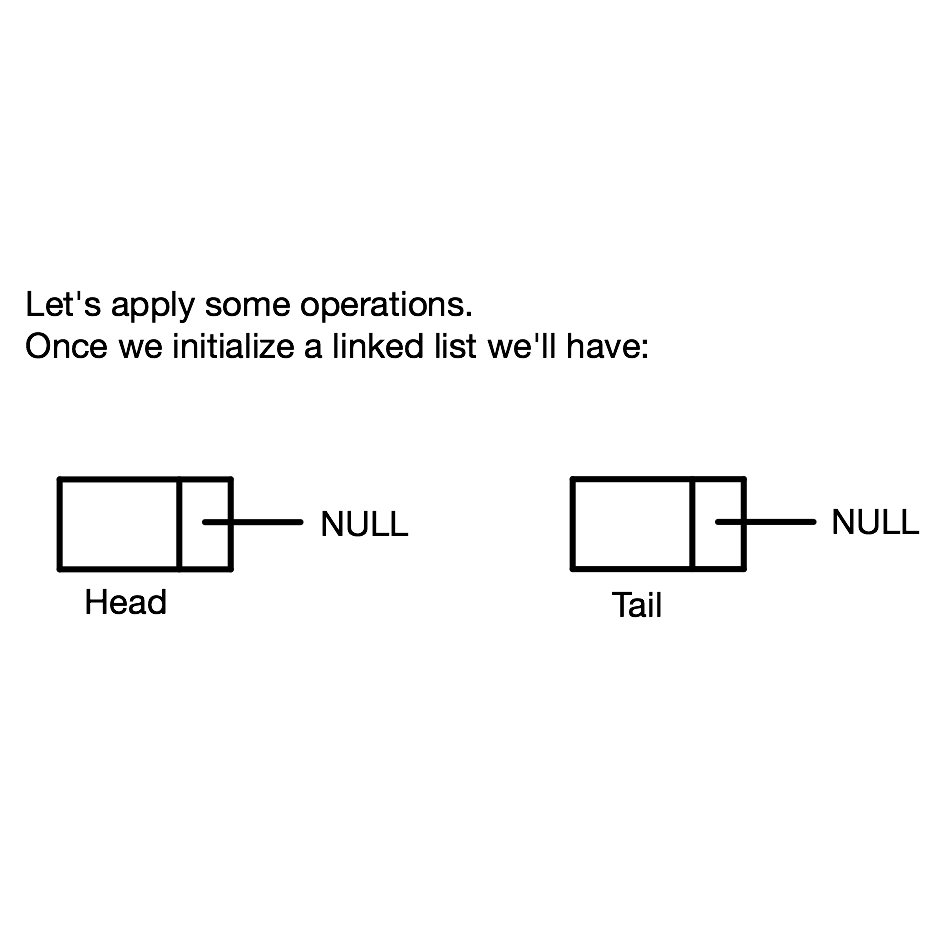 Let's apply some operations.
Once we initialize a linked list we'll have:
NULL
NULL
Head
Tail